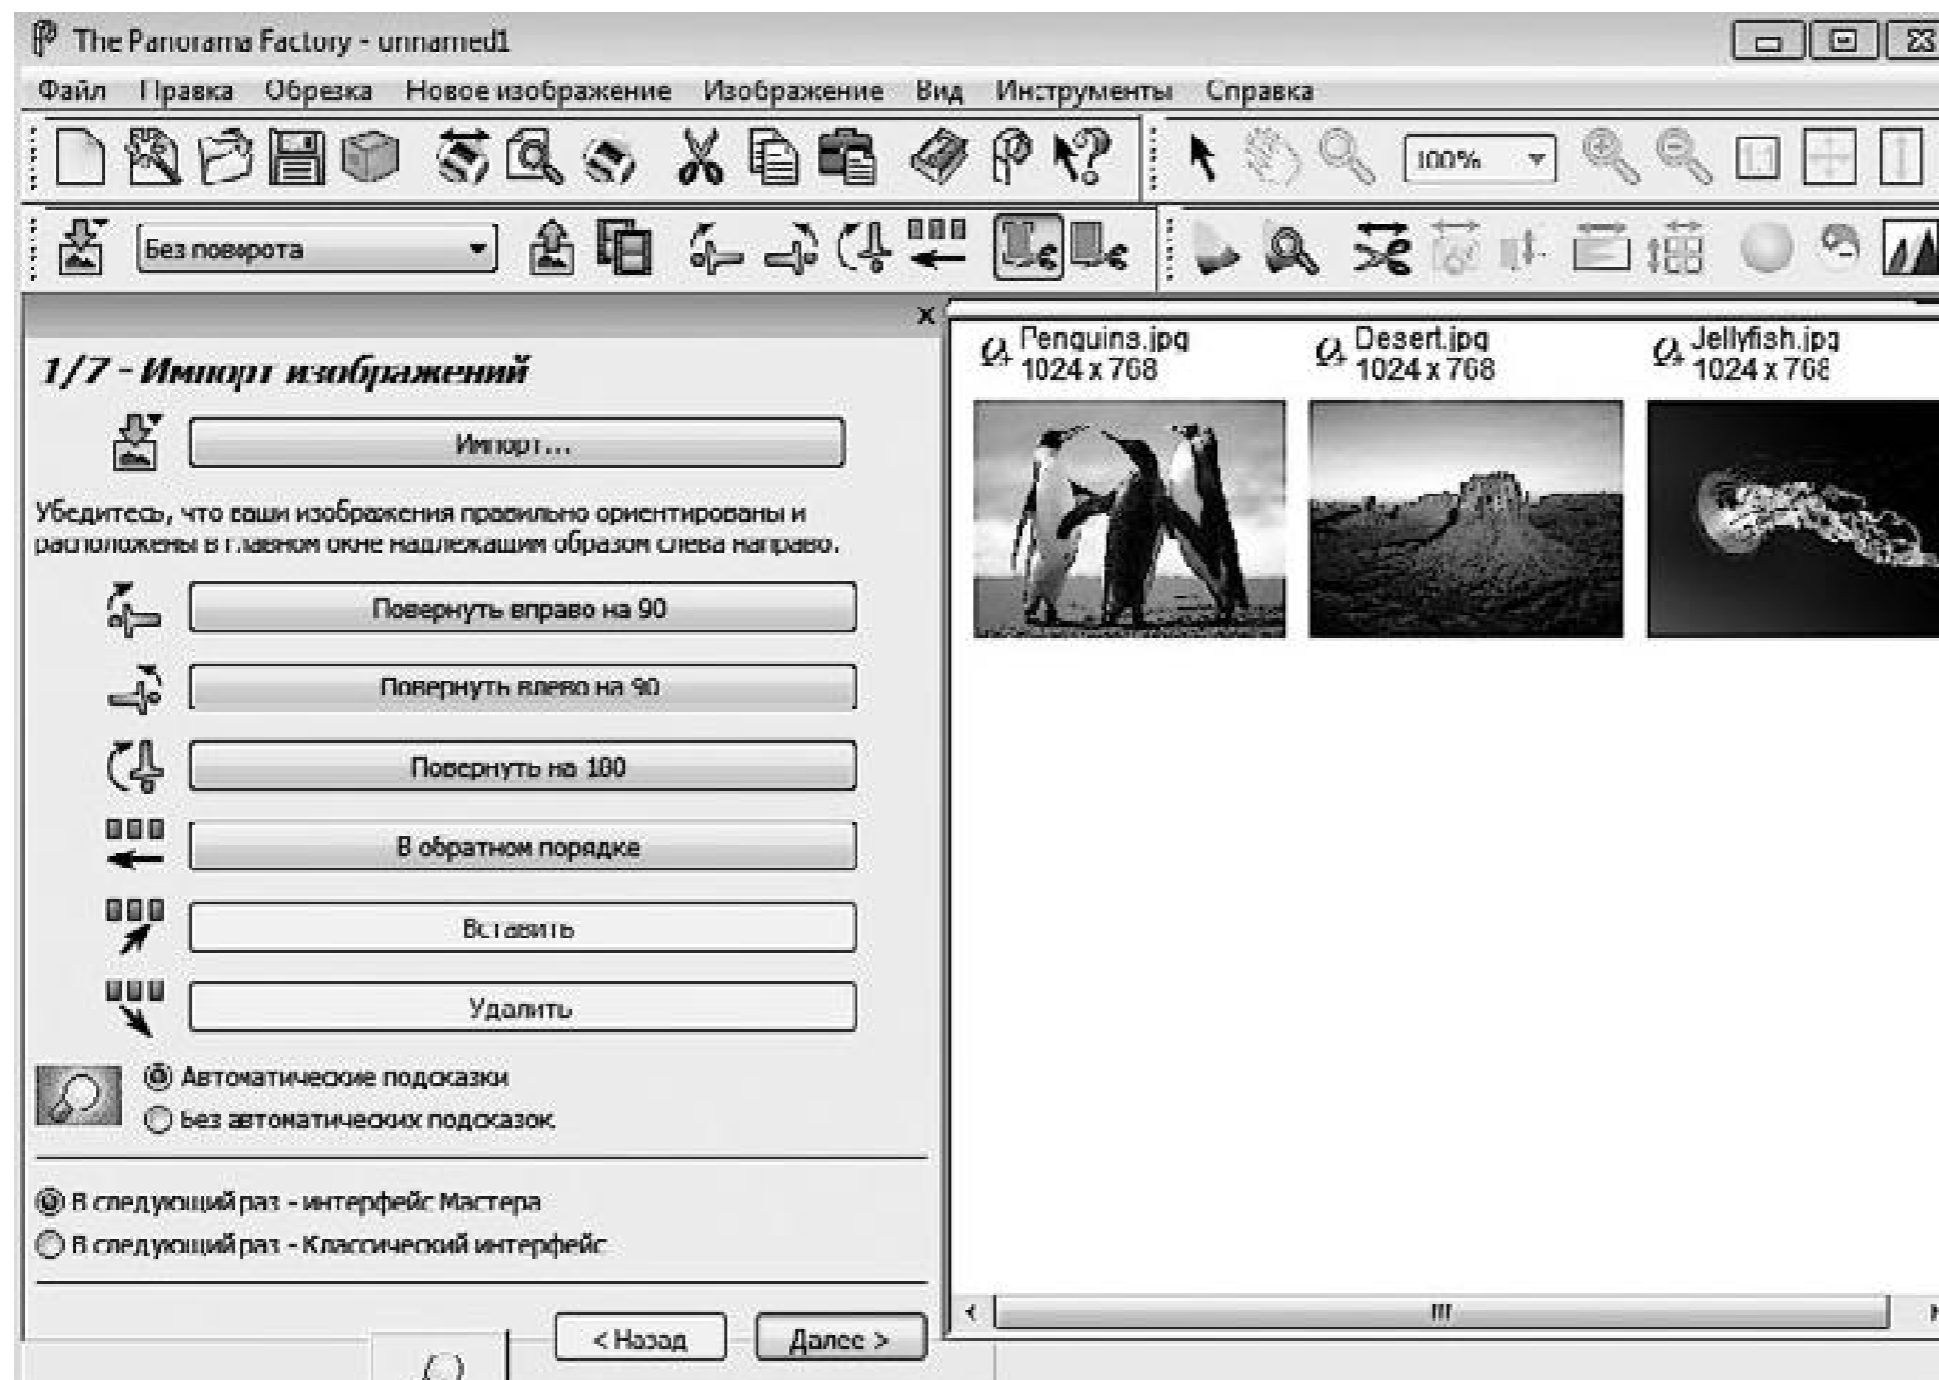 The Panorama Factory - unnamed1
Файл Правка Обрезка Новое изображение Изображение Вид Инструменты Справка
100%
1:1
Без поворота
x
1/7 - Импорт изображений
Импорт...
Убедитесь, что ваши изображения правильно ориентированы и
расположены в главном окне надлежащим образом слева направо.
Повернуть вправо на 90
Повернуть влево на 90
Повернуть на 180
В обратном порядке
Вставить
Удалить
Автоматические подсказки
Без автоматических подсказок
В следующий раз - интерфейс Мастера
В следующий раз - Классический интерфейс
< Назад Далее >
Penguins.jpg
1024 x 768
Desert.jpg
1024 x 768
Jellyfish.jpg
1024 x 768